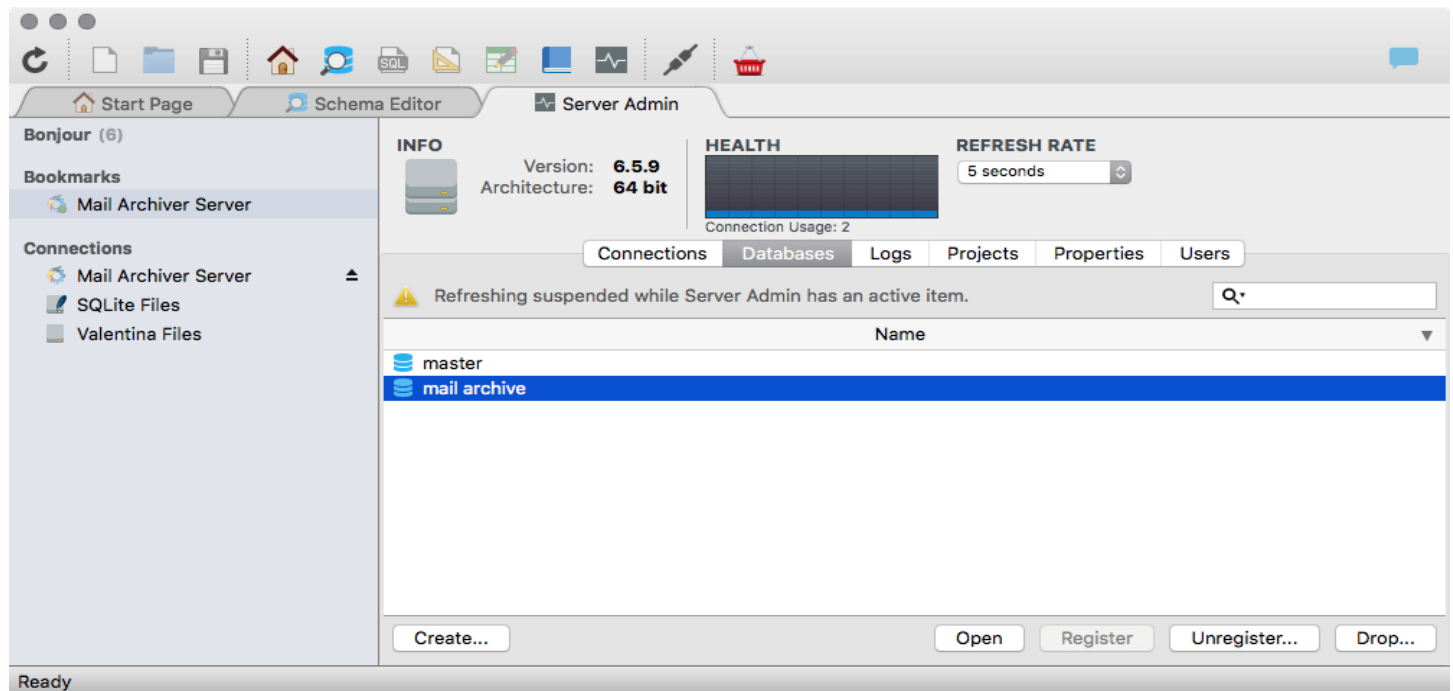 SQL
Start Page
Schema Editor
Server Admin
Bonjour (6)
Bookmarks
Mail Archiver Server
Connections
Mail Archiver Server
SQLite Files
Valentina Files
INFO
Version: 6.5.9
Architecture: 64 bit
HEALTH
Connection Usage: 2
REFRESH RATE
5 seconds
Connections
Databases
Logs
Projects
Properties
Users
Refreshing suspended while Server Admin has an active item.
Name
master
mail archive
Create...
Open
Register
Unregister...
Drop...
Ready